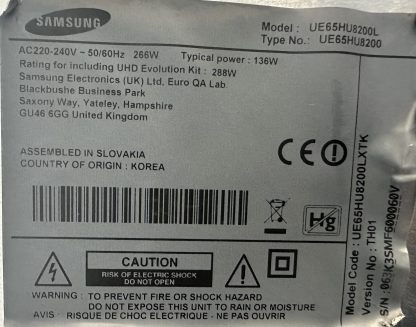 SAMSUNG
Model : UE65HU8200L
Type No.: UE65HU8200
AC220-240V ~ 50/60Hz 266W Typical power : 136W
Rating for including UHD Evolution Kit : 288W
Samsung Electronics (UK) Ltd, Euro QA Lab.
Blackbushe Business Park
Saxony Way, Yateley, Hampshire
GU46 6GG United Kingdom
ASSEMBLED IN SLOVAKIA
COUNTRY OF ORIGIN : KOREA
CE
Hg
CAUTION
RISK OF ELECTRIC SHOCK
DO NOT OPEN
WARNING : TO PREVENT FIRE OR SHOCK HAZARD
DO NOT EXPOSE THIS UNIT TO RAIN OR MOISTURE
AVIS : RISQUE DE CHOC ELECTRIQUE - NE PAS OUVRIR
Model Code : UE65HU8200LXTK
Version No : TH01
S/N : 063K3SMF600060V